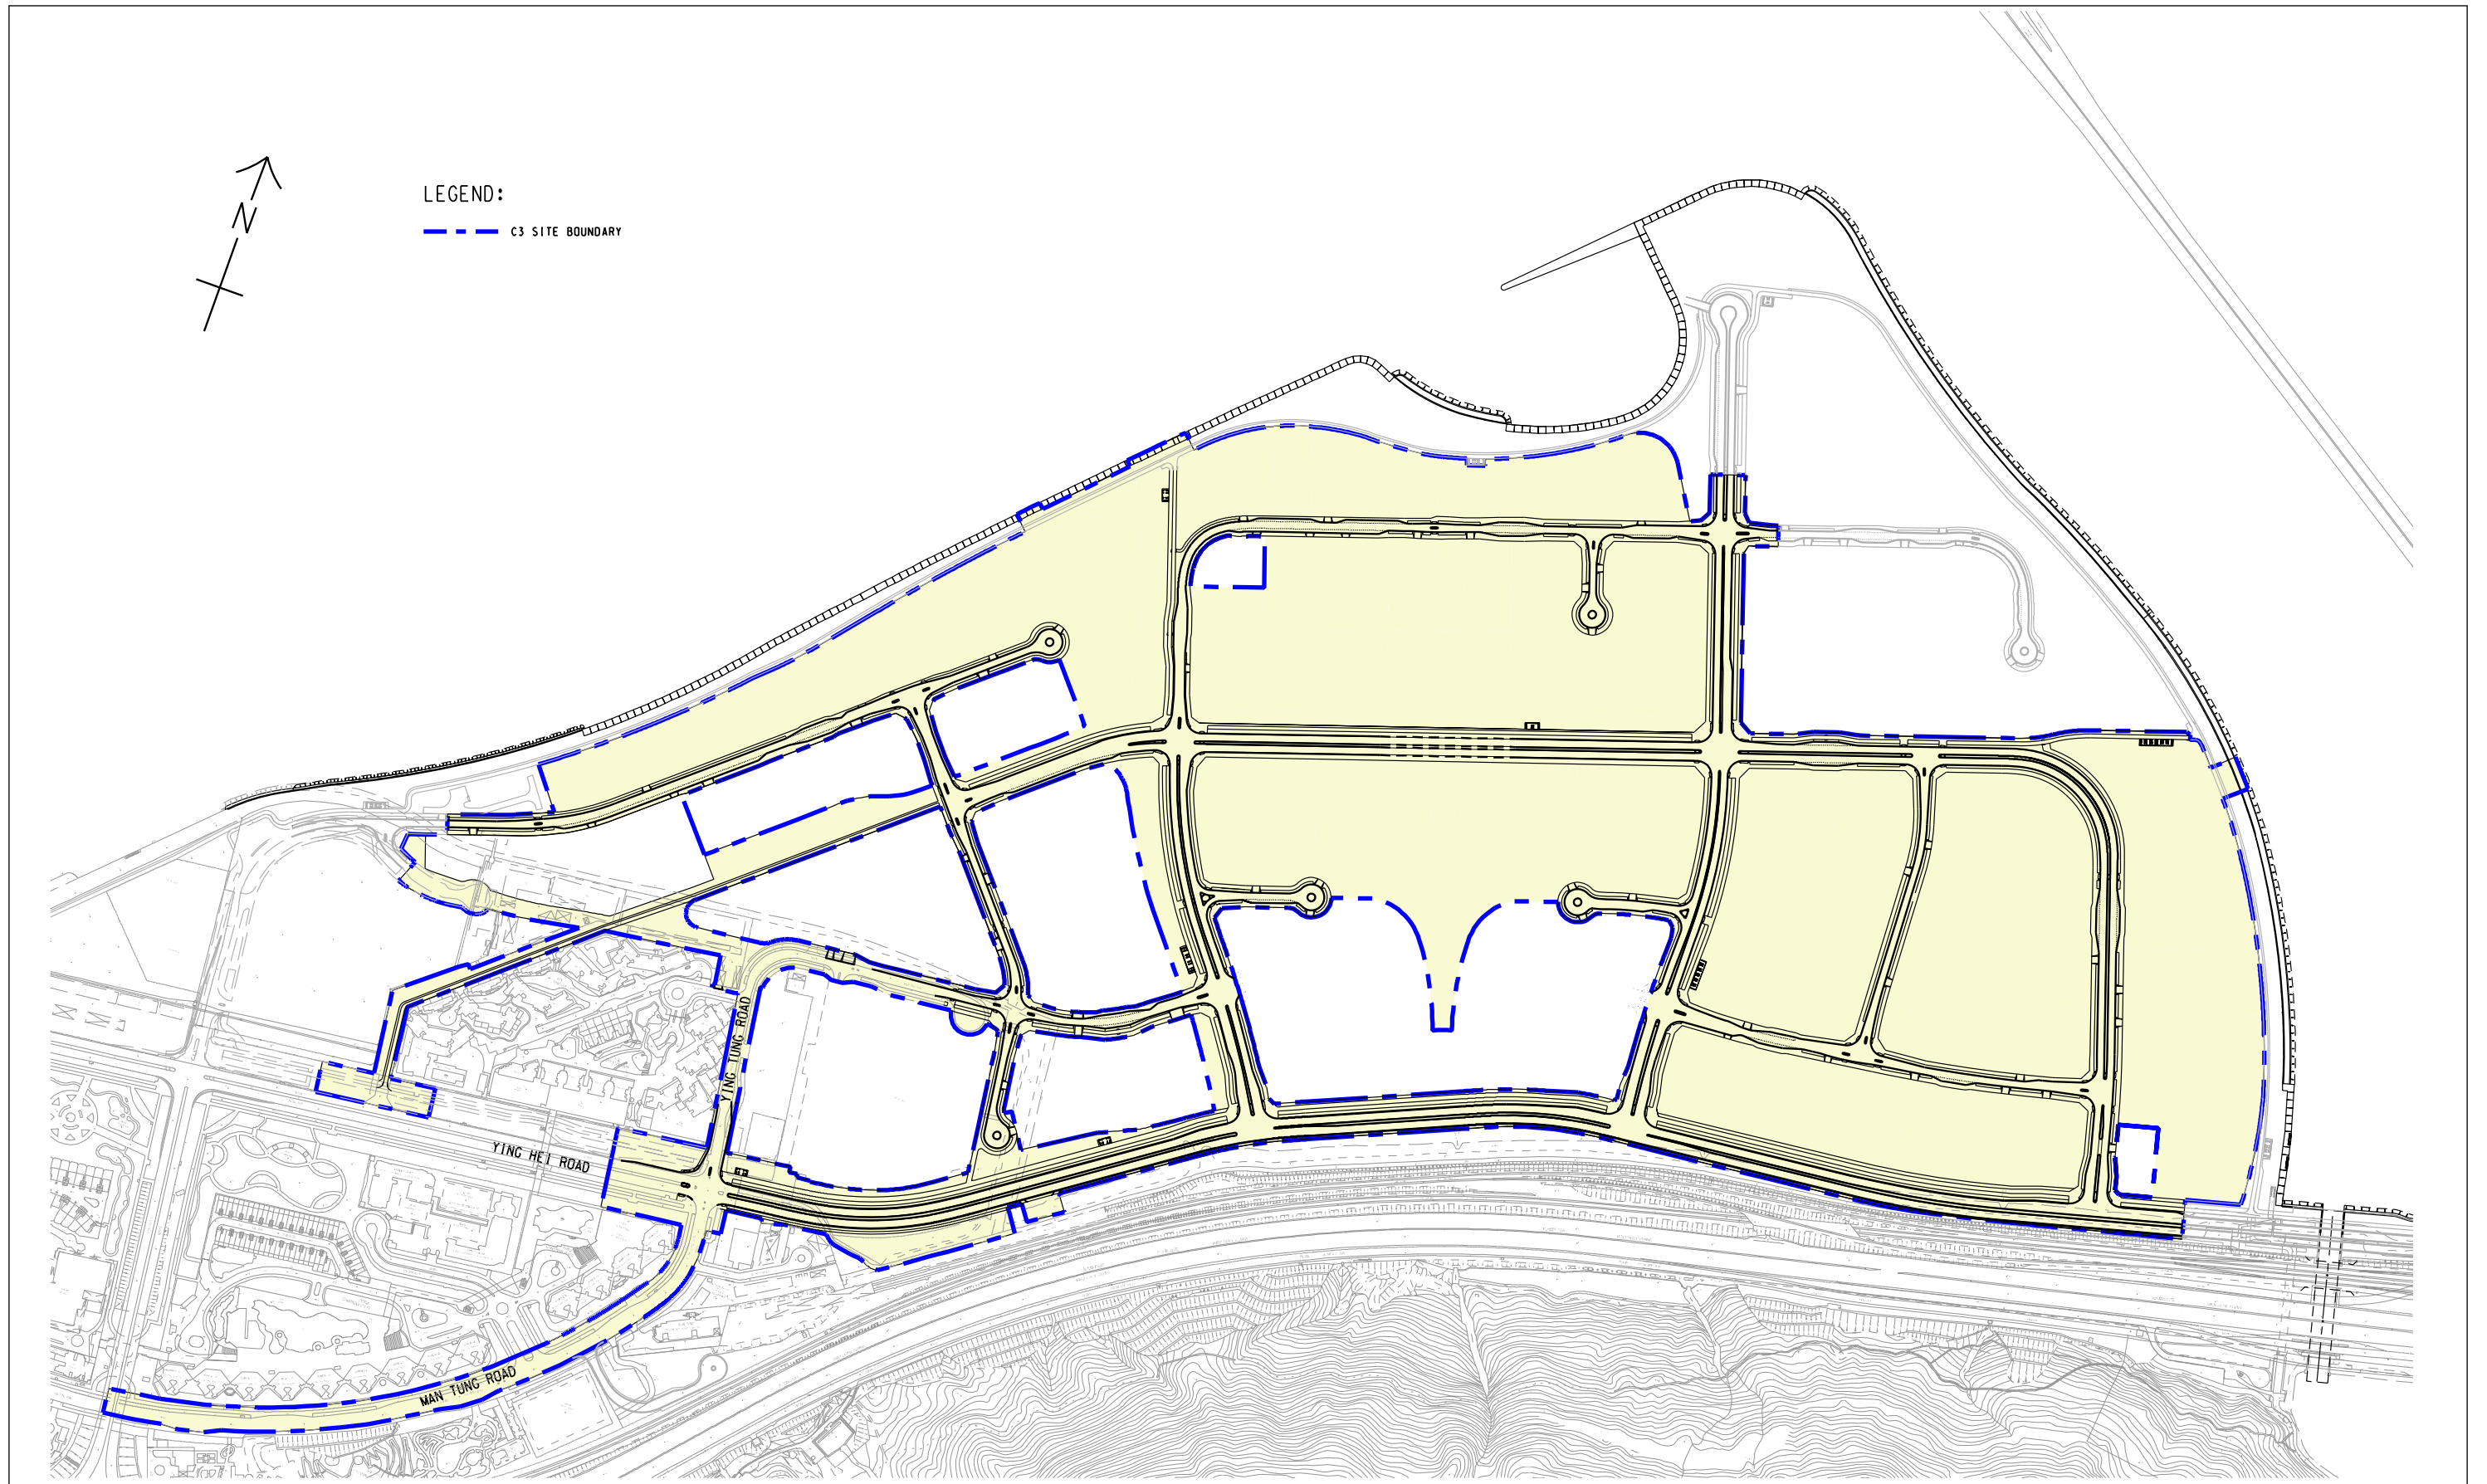 N
LEGEND:
C3 SITE BOUNDARY
YING TUNG ROAD
YING HEI ROAD
MAN TUNG ROAD